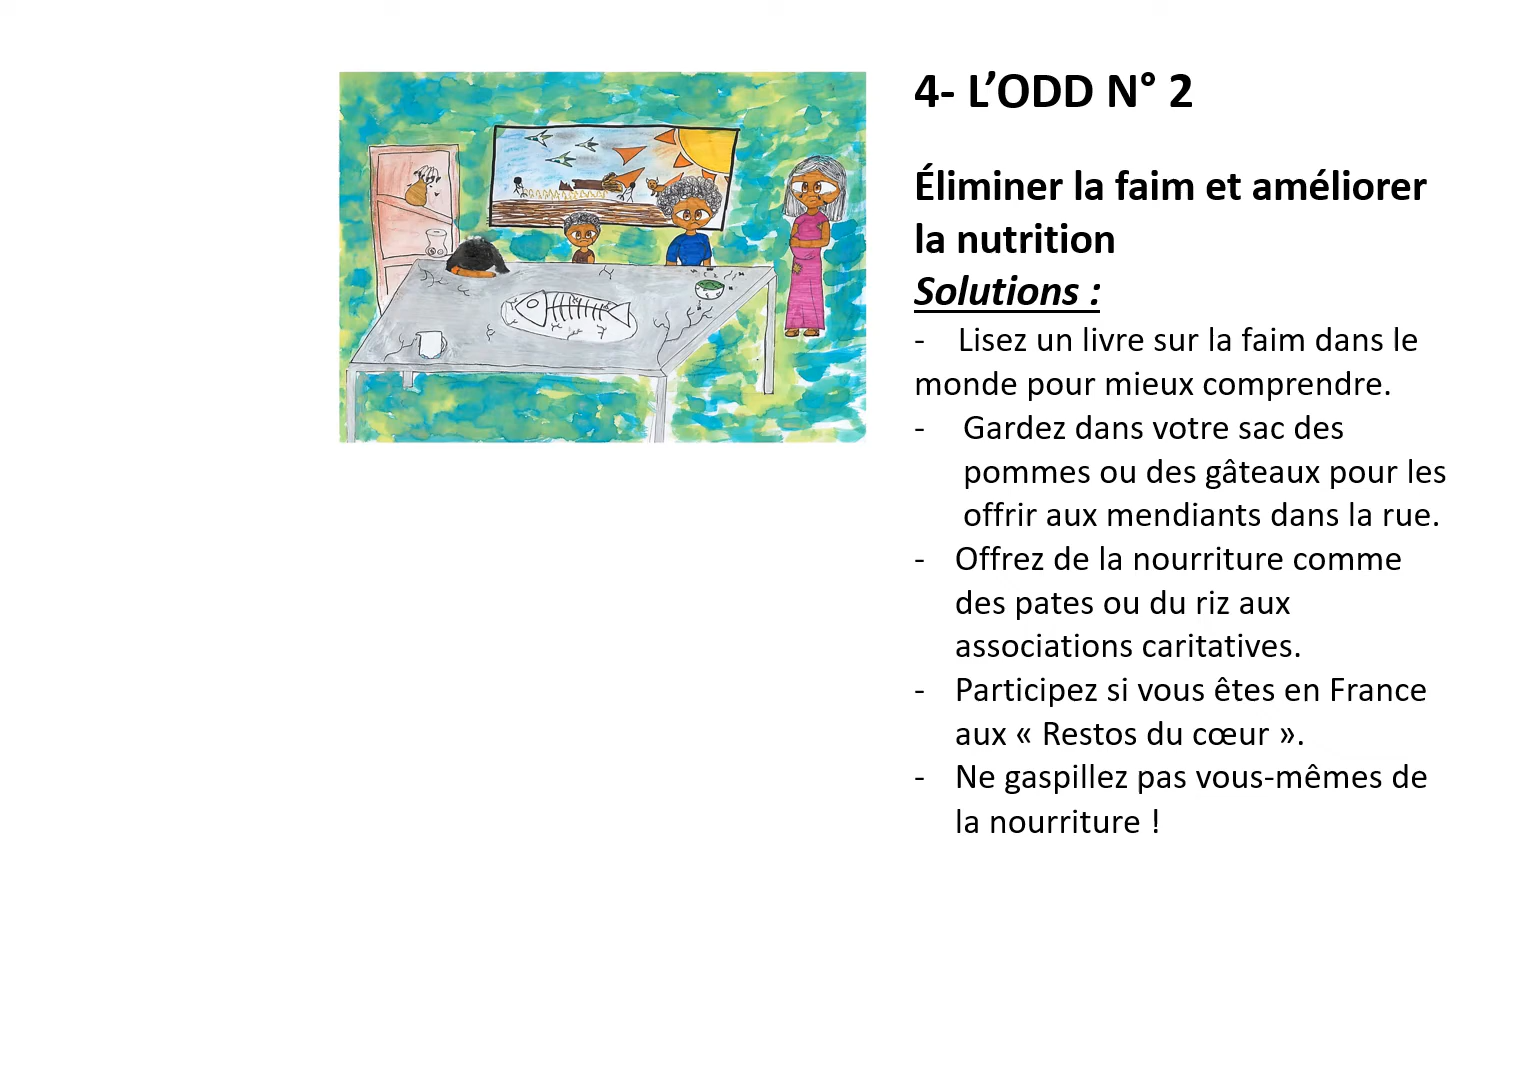 4- L’ODD N° 2
Éliminer la faim et améliorer
la nutrition
Solutions :
- Lisez un livre sur la faim dans le
monde pour mieux comprendre.
- Gardez dans votre sac des
pommes ou des gâteaux pour les
offrir aux mendiants dans la rue.
- Offrez de la nourriture comme
des pates ou du riz aux
associations caritatives.
- Participez si vous êtes en France
aux « Restos du cœur ».
- Ne gaspillez pas vous-mêmes de
la nourriture !